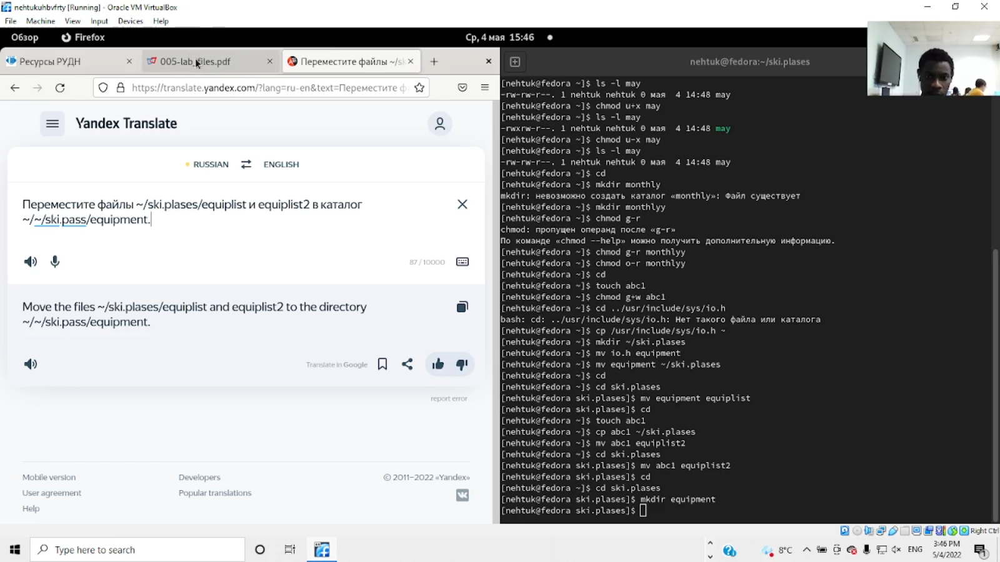 nehtukuhbvfrty [Running] - Oracle VM VirtualBox
File Machine View Input Devices Help
Обзор Firefox Ср, 4 мая 15:46
Ресурсы РУДН 005-lab_files.pdf Переместите файлы ~/sk
https://translate.yandex.com/?lang=ru-en&text=Переместите ф
Yandex Translate
RUSSIAN ENGLISH
Переместите файлы ~/ski.plases/equiplist и equiplist2 в каталог
~/~/ski.pass/equipment.
87 / 10000
Move the files ~/ski.plases/equiplist and equiplist2 to the directory
~/~/ski.pass/equipment.
Translate in Google
report error
Mobile version Developers © 2011–2022 «Yandex»
User agreement Popular translations
Help
nehtuk@fedora:~/ski.plases
[nehtuk@fedora ~]$ ls -l may
-rw-rw-r--. 1 nehtuk nehtuk 0 мая  4 14:48 may
[nehtuk@fedora ~]$ chmod u+x may
[nehtuk@fedora ~]$ ls -l may
-rwxrw-r--. 1 nehtuk nehtuk 0 мая  4 14:48 may
[nehtuk@fedora ~]$ chmod u-x may
[nehtuk@fedora ~]$ ls -l may
-rw-rw-r--. 1 nehtuk nehtuk 0 мая  4 14:48 may
[nehtuk@fedora ~]$ cd
[nehtuk@fedora ~]$ mkdir monthly
mkdir: невозможно создать каталог «monthly»: Файл существует
[nehtuk@fedora ~]$ mkdir monthlyy
[nehtuk@fedora ~]$ chmod g-r
chmod: пропущен операнд после «g-r»
По команде «chmod --help» можно получить дополнительную информацию.
[nehtuk@fedora ~]$ chmod g-r monthlyy
[nehtuk@fedora ~]$ chmod o-r monthlyy
[nehtuk@fedora ~]$ cd
[nehtuk@fedora ~]$ touch abc1
[nehtuk@fedora ~]$ chmod g+w abc1
[nehtuk@fedora ~]$ cd ../usr/include/sys/io.h
bash: cd: ../usr/include/sys/io.h: Нет такого файла или каталога
[nehtuk@fedora ~]$ cp /usr/include/sys/io.h ~
[nehtuk@fedora ~]$ mkdir ~/ski.plases
[nehtuk@fedora ~]$ mv io.h equipment
[nehtuk@fedora ~]$ mv equipment ~/ski.plases
[nehtuk@fedora ~]$ cd
[nehtuk@fedora ~]$ cd ski.plases
[nehtuk@fedora ski.plases]$ mv equipment equiplist
[nehtuk@fedora ski.plases]$ cd
[nehtuk@fedora ~]$ touch abc1
[nehtuk@fedora ~]$ cp abc1 ~/ski.plases
[nehtuk@fedora ~]$ mv abc1 equiplist2
[nehtuk@fedora ~]$ cd ski.plases
[nehtuk@fedora ski.plases]$ mv abc1 equiplist2
[nehtuk@fedora ski.plases]$ cd
[nehtuk@fedora ~]$ cd ski.plases
[nehtuk@fedora ski.plases]$ mkdir equipment
[nehtuk@fedora ski.plases]$
Right Ctrl
Type here to search 8°C ENG 3:46 PM
5/4/2022
1